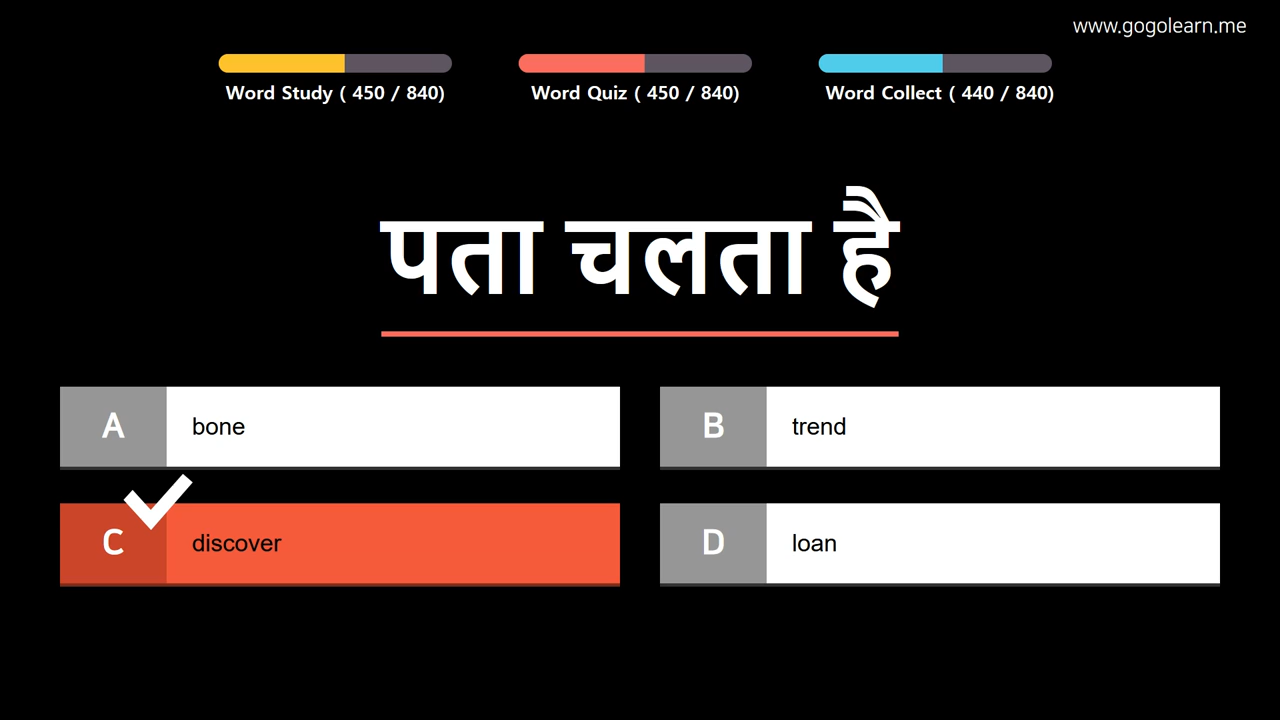 www.gogolearn.me
Word Study ( 450 / 840)
Word Quiz ( 450 / 840)
Word Collect ( 440 / 840)
पता चलता है
A bone
B trend
C discover
D loan